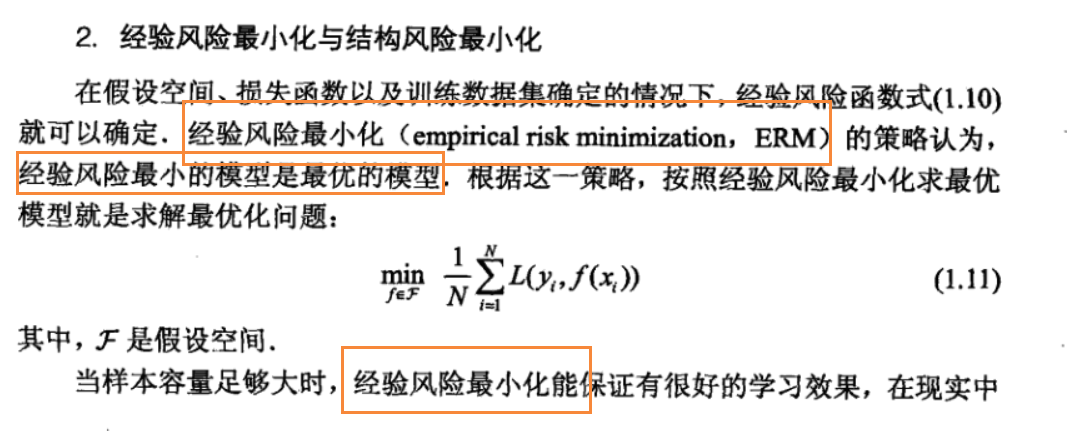 2. 经验风险最小化与结构风险最小化
在假设空间、损失函数以及训练数据集确定的情况下，经验风险函数式(1.10)
就可以确定．经验风险最小化（empirical risk minimization，ERM）的策略认为，
经验风险最小的模型是最优的模型．根据这一策略，按照经验风险最小化求最优
模型就是求解最优化问题：
min_{f∈𝓕} \frac{1}{N} \sum_{i=1}^{N} L(y_i, f(x_i)) (1.11)
其中，𝓕 是假设空间．
当样本容量足够大时，经验风险最小化能保证有很好的学习效果，在现实中